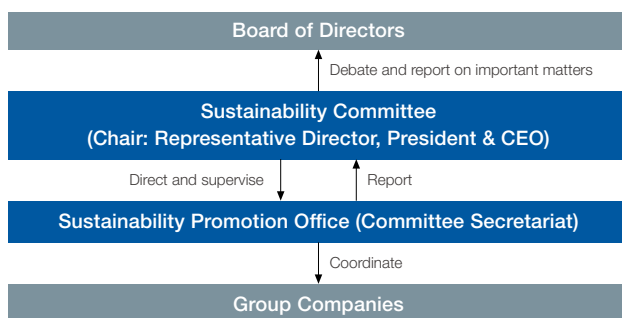 Board of Directors
Debate and report on important matters
Sustainability Committee
(Chair: Representative Director, President & CEO)
Direct and supervise
Report
Sustainability Promotion Office (Committee Secretariat)
Coordinate
Group Companies